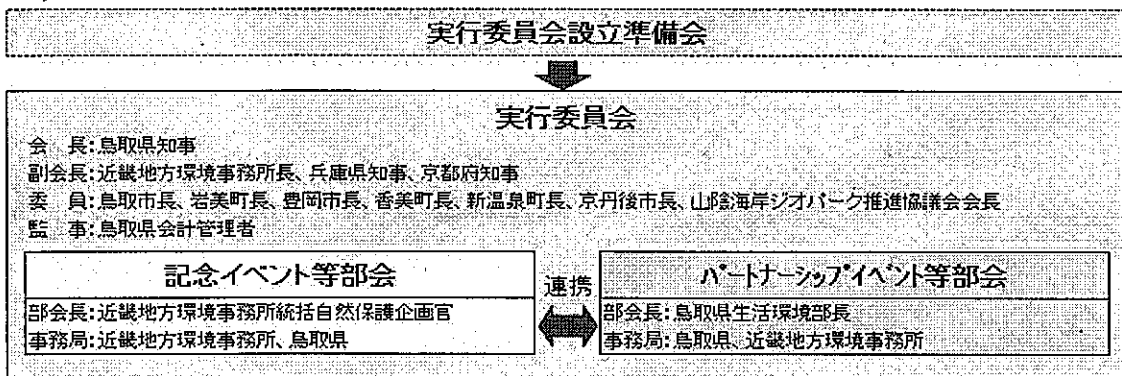 実行委員会設立準備会
実行委員会
会　長:鳥取県知事
副会長:近畿地方環境事務所長、兵庫県知事、京都府知事
委　員:鳥取市長、岩美町長、豊岡市長、香美町長、新温泉町長、京丹後市長、山陰海岸ジオパーク推進協議会会長
監　事:鳥取県会計管理者
記念イベント等部会
部会長:近畿地方環境事務所統括自然保護企画官
事務局:近畿地方環境事務所、鳥取県
連携
パートナーシップイベント等部会
部会長:鳥取県生活環境部長
事務局:鳥取県、近畿地方環境事務所